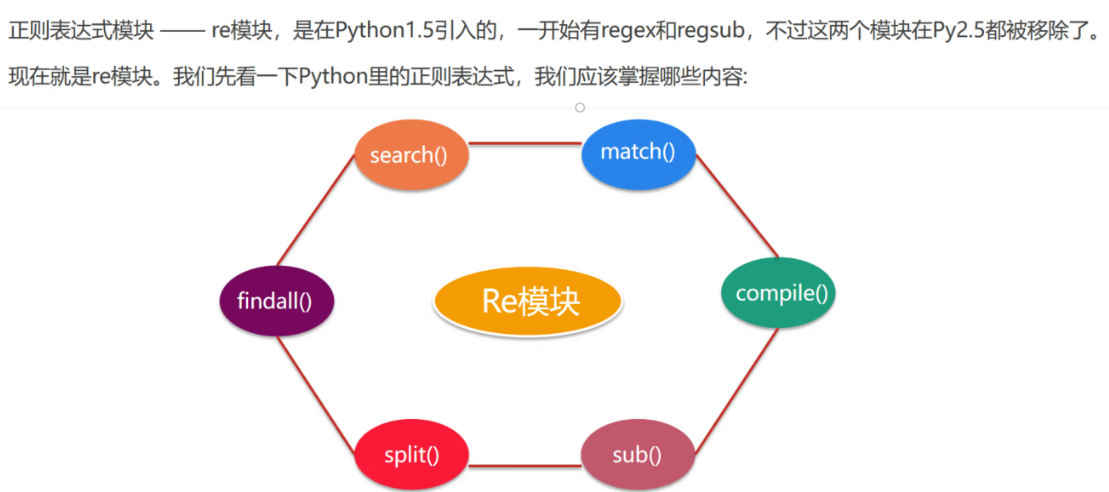 正则表达式模块 —— re模块，是在Python1.5引入的，一开始有regex和regsub，不过这两个模块在Py2.5都被移除了。
现在就是re模块。我们先看一下Python里的正则表达式，我们应该掌握哪些内容:
search()
match()
findall()
Re模块
compile()
split()
sub()